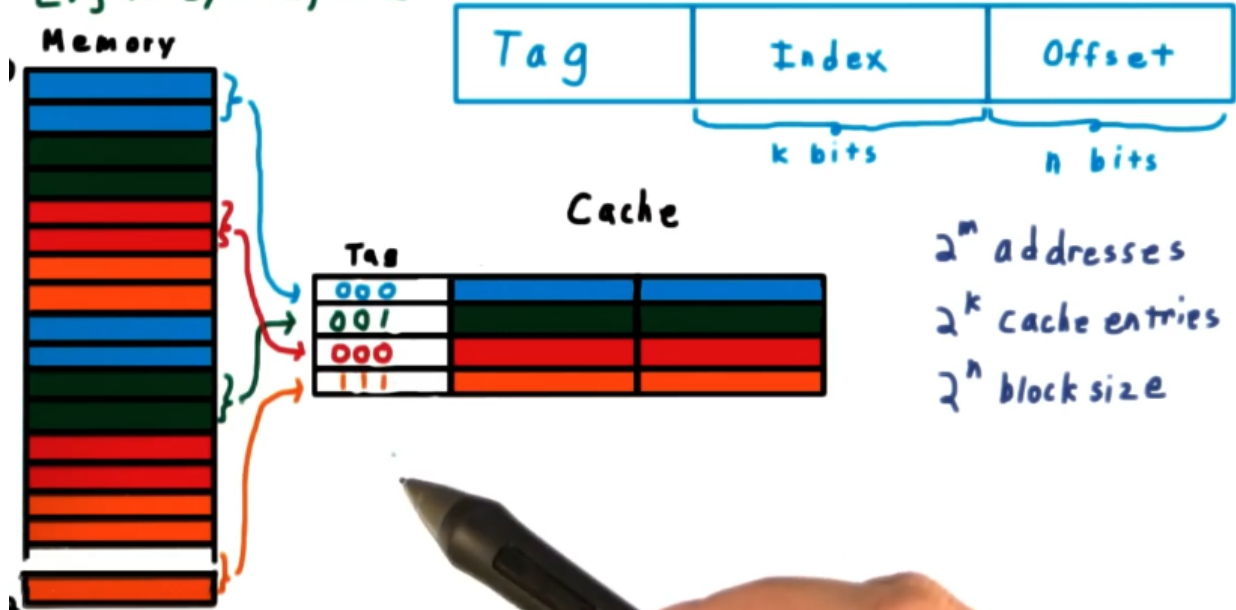 Memory
Tag
Index
Offset
k bits
n bits
Cache
Tag
000
001
000
111
2^m addresses
2^k cache entries
2^n block size